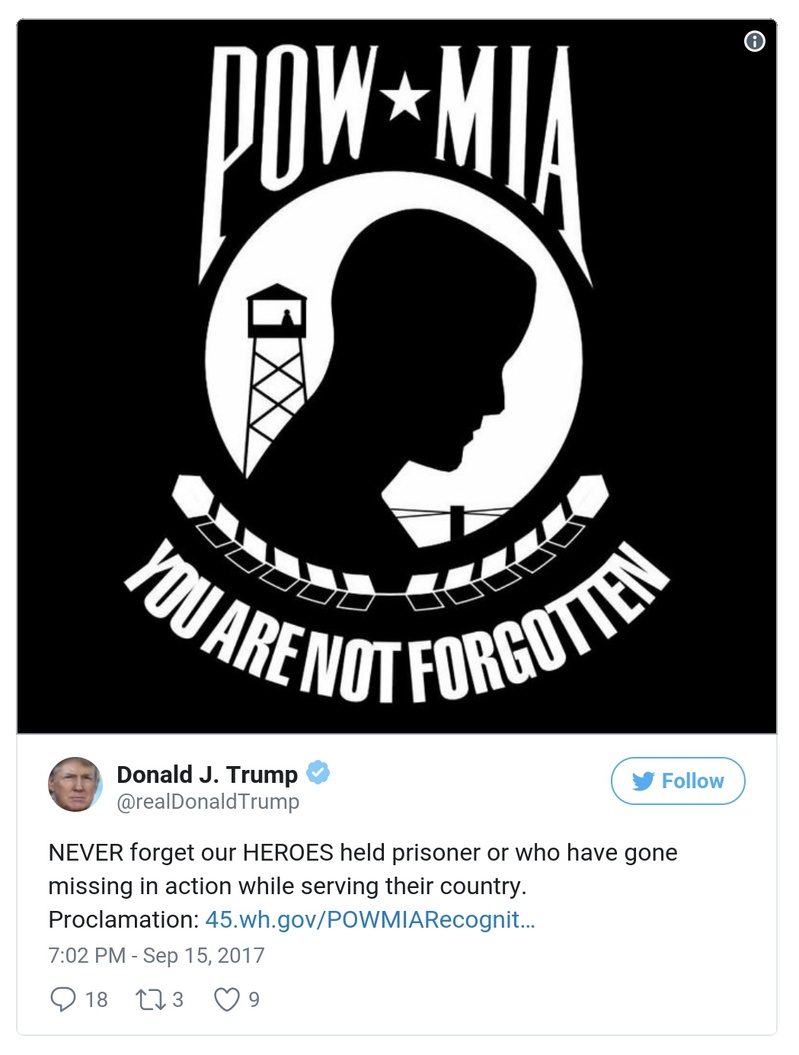 POW★MIA
YOU ARE NOT FORGOTTEN
Donald J. Trump
@realDonaldTrump
Follow
NEVER forget our HEROES held prisoner or who have gone
missing in action while serving their country.
Proclamation: 45.wh.gov/POWMIARecognit…
7:02 PM - Sep 15, 2017
18 3 9